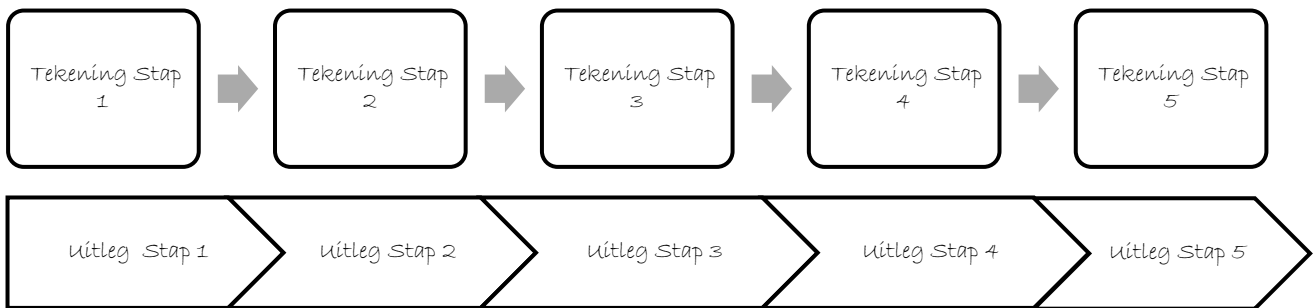 Tekening Stap
1
Tekening Stap
2
Tekening Stap
3
Tekening Stap
4
Tekening Stap
5
Uitleg Stap 1
Uitleg Stap 2
Uitleg Stap 3
Uitleg Stap 4
Uitleg Stap 5